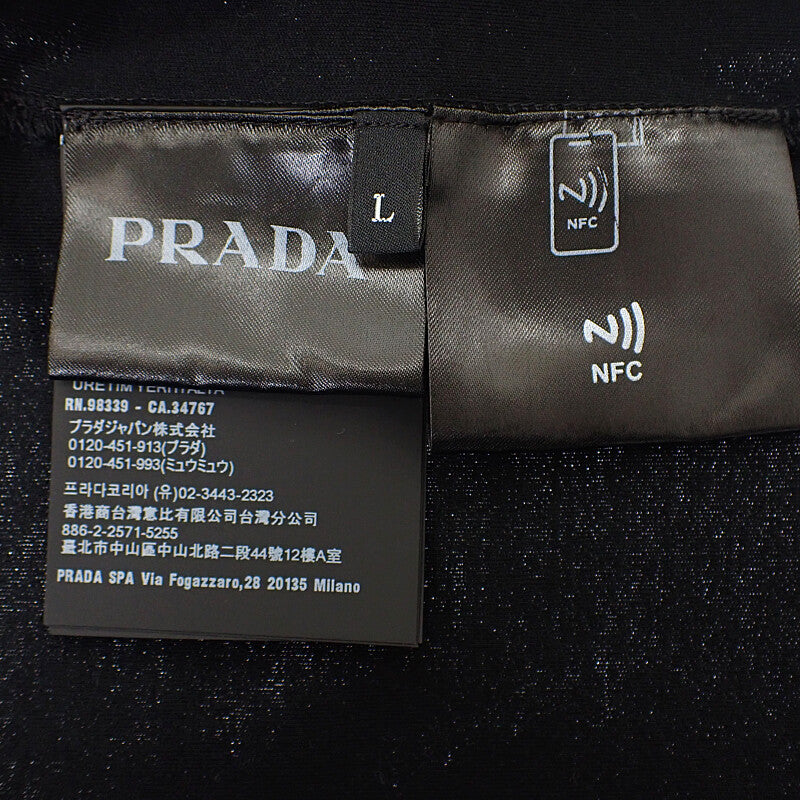 PRADA
L
NFC
NFC
ÜRETİM YERİ:İTALYA
RN.98339 - CA.34767
プラダジャパン株式会社
0120-451-913(プラダ)
0120-451-993(ミュウミュウ)
프라다코리아 (유)02-3443-2323
香港商台灣意比有限公司台灣分公司
886-2-2571-5255
臺北市中山區中山北路二段44號12樓A室
PRADA SPA Via Fogazzaro,28 20135 Milano